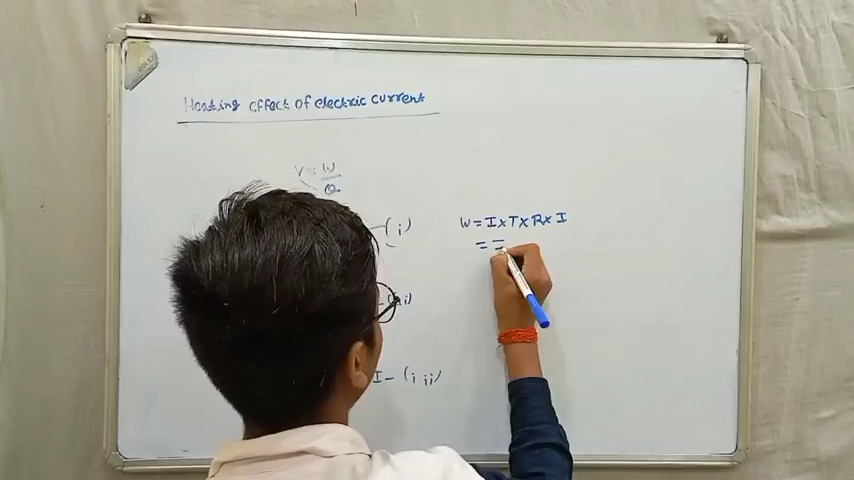 Heating effect of electric current
V = W
Q
(i)
W = I x T x R x I
=
(ii)
I - (iii)